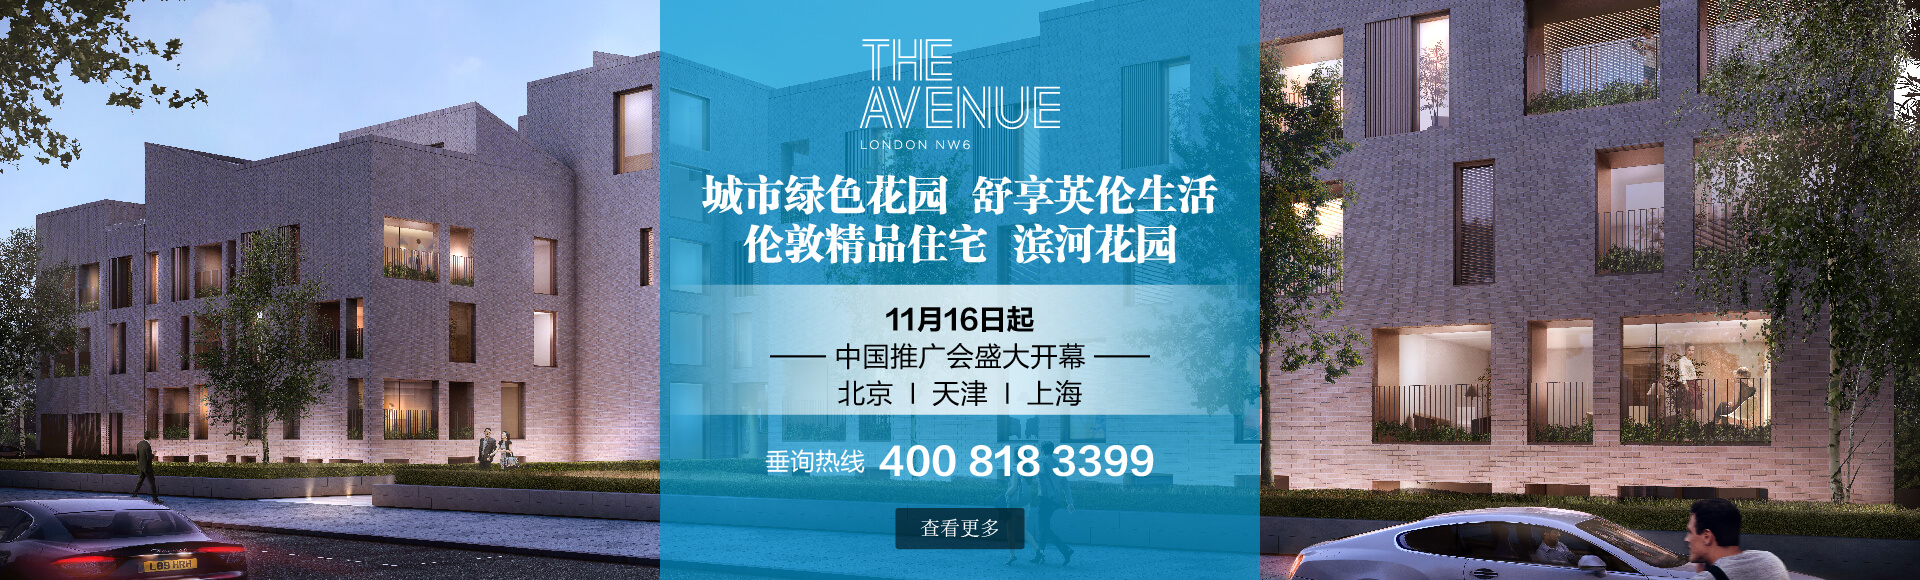 THE
AVENUE
LONDON NW6
城市绿色花园 舒享英伦生活
伦敦精品住宅 滨河花园
11月16日起
中国推广会盛大开幕
北京 | 天津 | 上海
垂询热线 400 818 3399
查看更多
L89 HRH